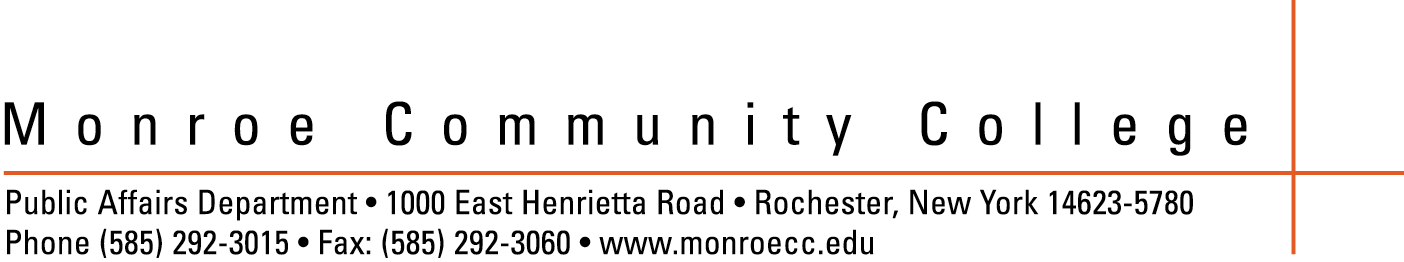 Monroe Community College
Public Affairs Department • 1000 East Henrietta Road • Rochester, New York 14623-5780
Phone (585) 292-3015 • Fax: (585) 292-3060 • www.monroecc.edu